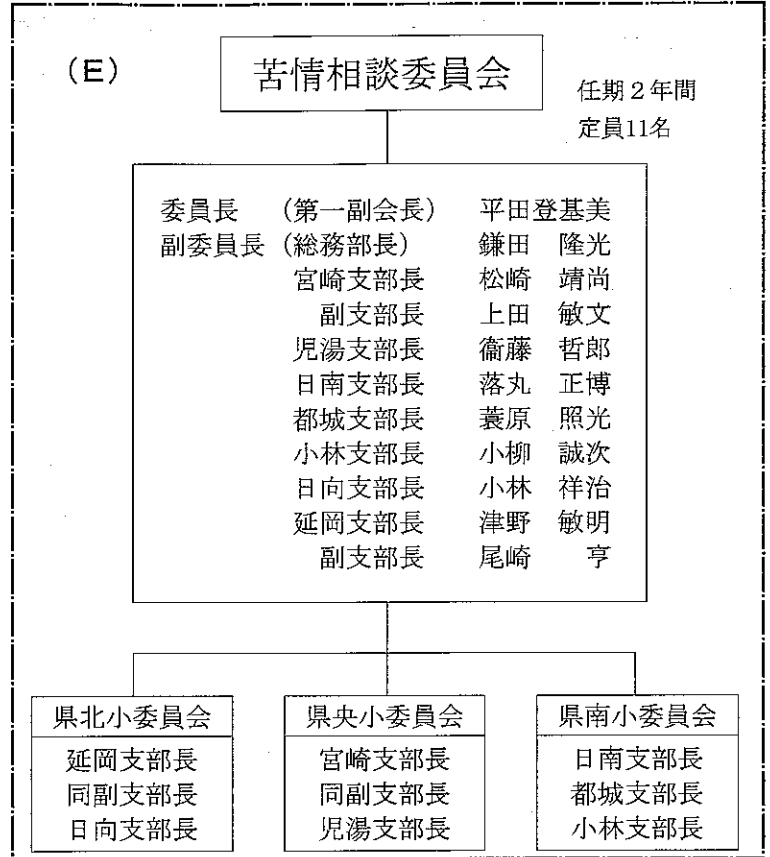 (E)
苦情相談委員会
任期2年間
定員11名
委員長 (第一副会長) 平田登基美
副委員長 (総務部長) 鎌田 隆光
宮崎支部長 松崎 靖尚
副支部長 上田 敏文
児湯支部長 衞藤 哲郎
日南支部長 落丸 正博
都城支部長 蓑原 照光
小林支部長 小柳 誠次
日向支部長 小林 祥治
延岡支部長 津野 敏明
副支部長 尾崎 亨
県北小委員会
延岡支部長
同副支部長
日向支部長
県央小委員会
宮崎支部長
同副支部長
児湯支部長
県南小委員会
日南支部長
都城支部長
小林支部長